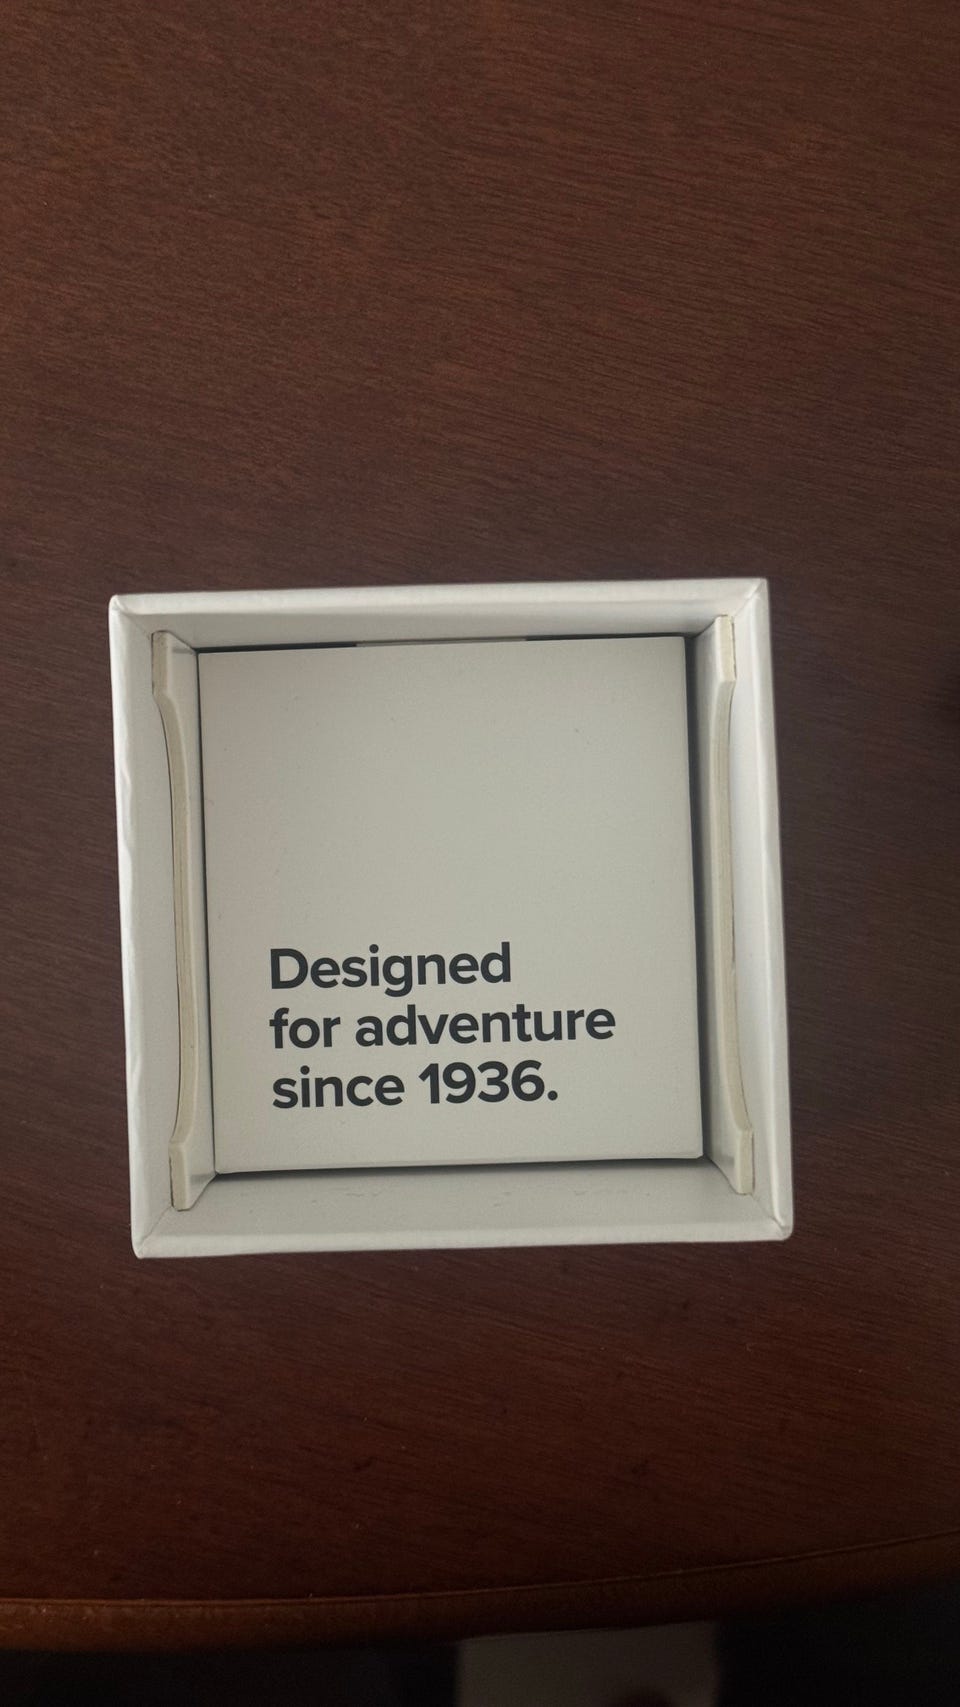 Designed
for adventure
since 1936.